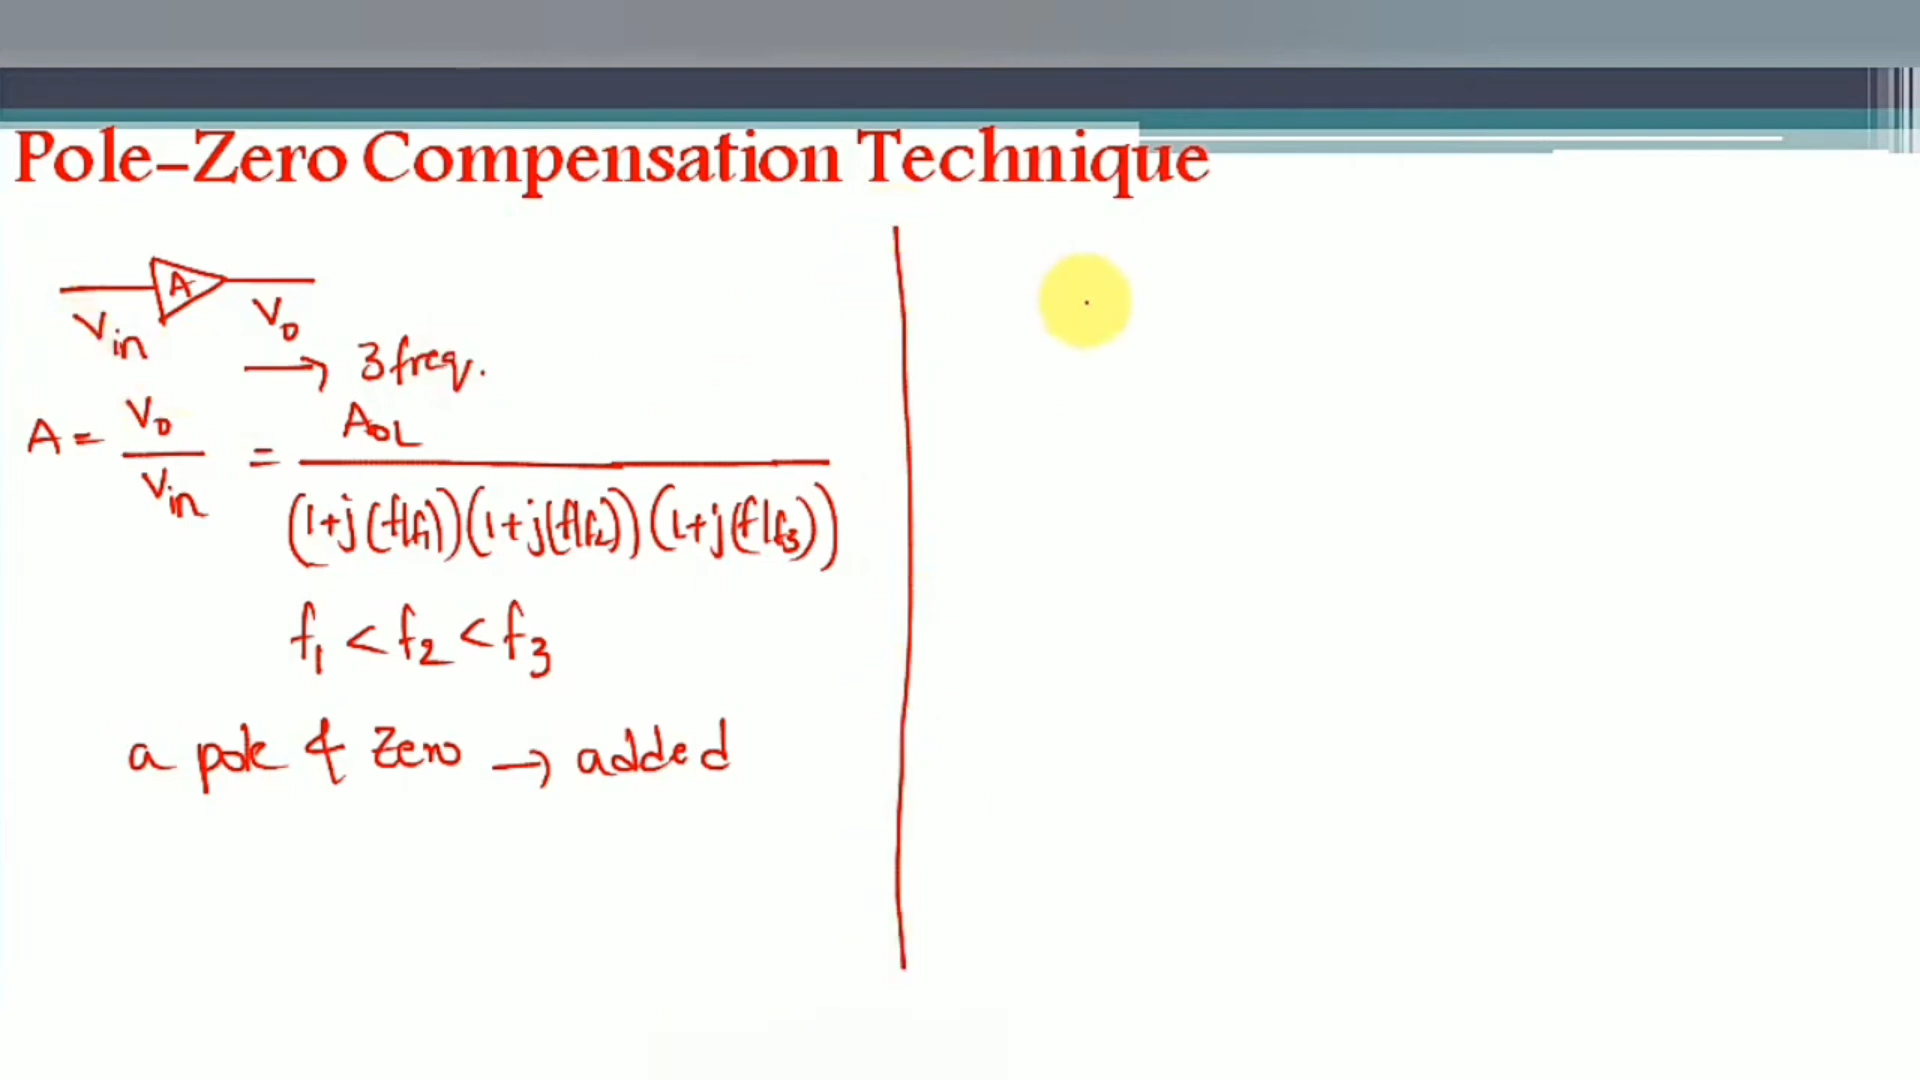 Pole-Zero Compensation Technique
A
Vin
Vo
→ 3 freq.
A = Vo/Vin = AOL / (1+j(f/f1)) (1+j(f/f2)) (1+j(f/f3))
f1 < f2 < f3
a pole & Zero → added